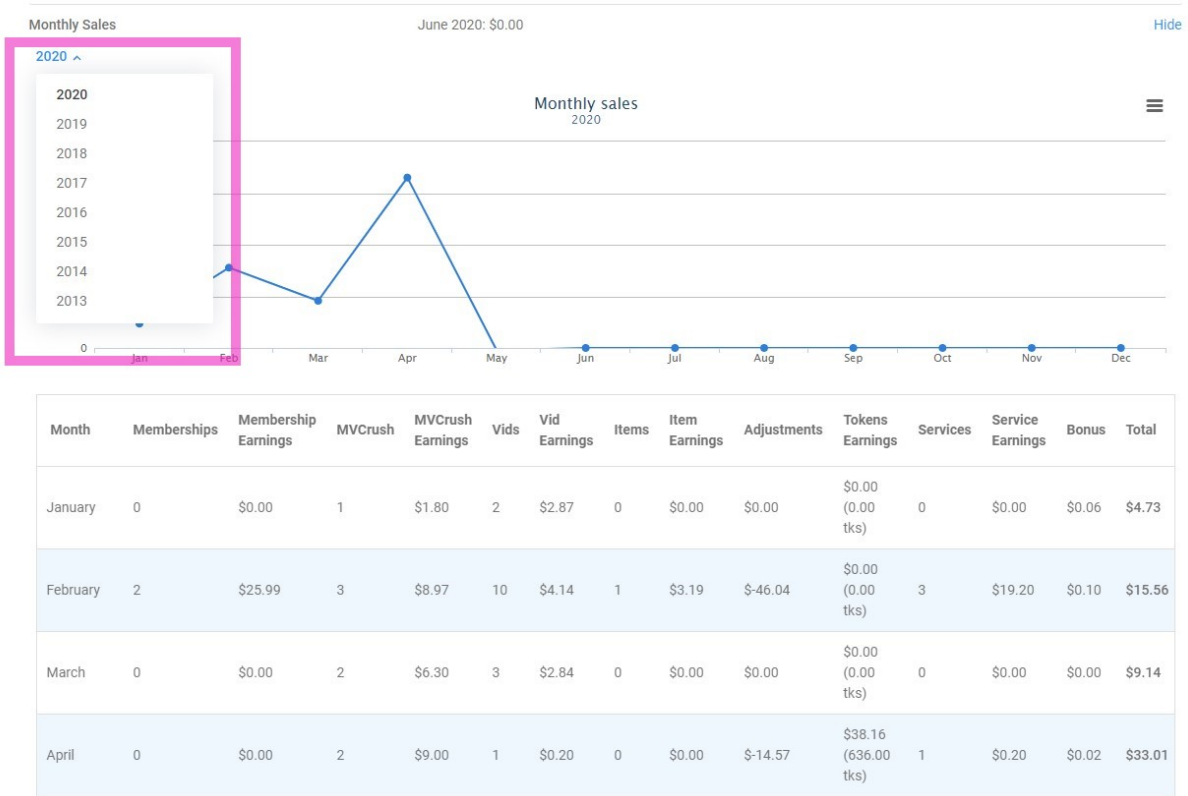 Monthly Sales June 2020: $0.00 Hide
2020
2020
2019
2018
2017
2016
2015
2014
2013
Monthly sales
2020
0
Jan Feb Mar Apr May Jun Jul Aug Sep Oct Nov Dec
Month Memberships Membership Earnings MVCrush MVCrush Earnings Vids Vid Earnings Items Item Earnings Adjustments Tokens Earnings Services Service Earnings Bonus Total
January 0 $0.00 1 $1.80 2 $2.87 0 $0.00 $0.00 $0.00 (0.00 tks) 0 $0.00 $0.06 $4.73
February 2 $25.99 3 $8.97 10 $4.14 1 $3.19 $-46.04 $0.00 (0.00 tks) 3 $19.20 $0.10 $15.56
March 0 $0.00 2 $6.30 3 $2.84 0 $0.00 $0.00 $0.00 (0.00 tks) 0 $0.00 $0.00 $9.14
April 0 $0.00 2 $9.00 1 $0.20 0 $0.00 $-14.57 $38.16 (636.00 tks) 1 $0.20 $0.02 $33.01